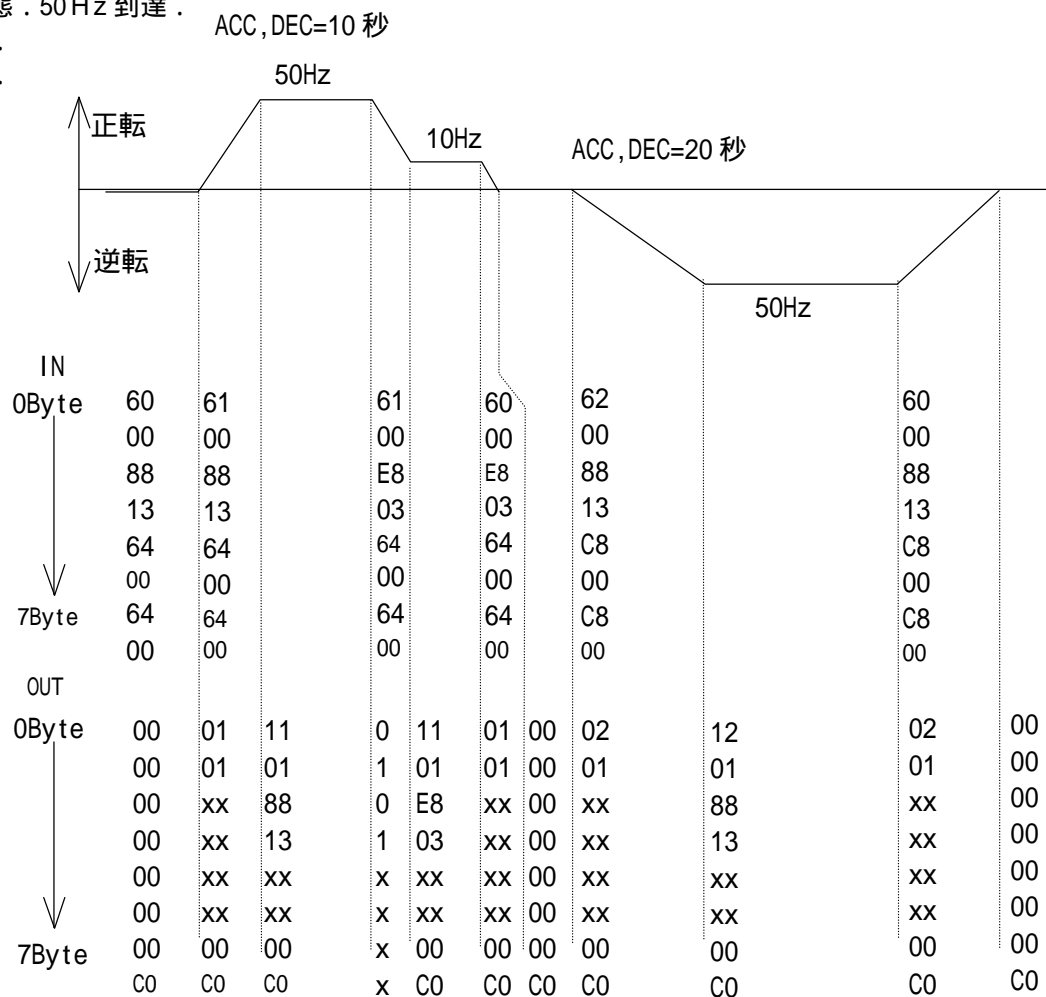 態．50Hz 到達．
．
．
ACC,DEC=10 秒
50Hz
正転
10Hz
ACC,DEC=20 秒
逆転
50Hz
IN
0Byte 60 61 61 60 62 60
00 00 00 00 00 00
88 88 E8 E8 88 88
13 13 03 03 13 13
64 64 64 64 C8 C8
00 00 00 00 00 00
7Byte 64 64 64 64 C8 C8
00 00 00 00 00 00
OUT
0Byte 00 01 11 0 11 01 00 02 12 02 00
00 01 01 1 01 01 00 01 01 01 00
00 xx 88 0 E8 xx 00 xx 88 xx 00
00 xx 13 1 03 xx 00 xx 13 xx 00
00 xx xx x xx xx 00 xx xx xx 00
00 xx xx x xx xx 00 xx xx xx 00
7Byte 00 00 00 x 00 00 00 00 00 00 00
C0 C0 C0 x C0 C0 C0 C0 C0 C0 C0